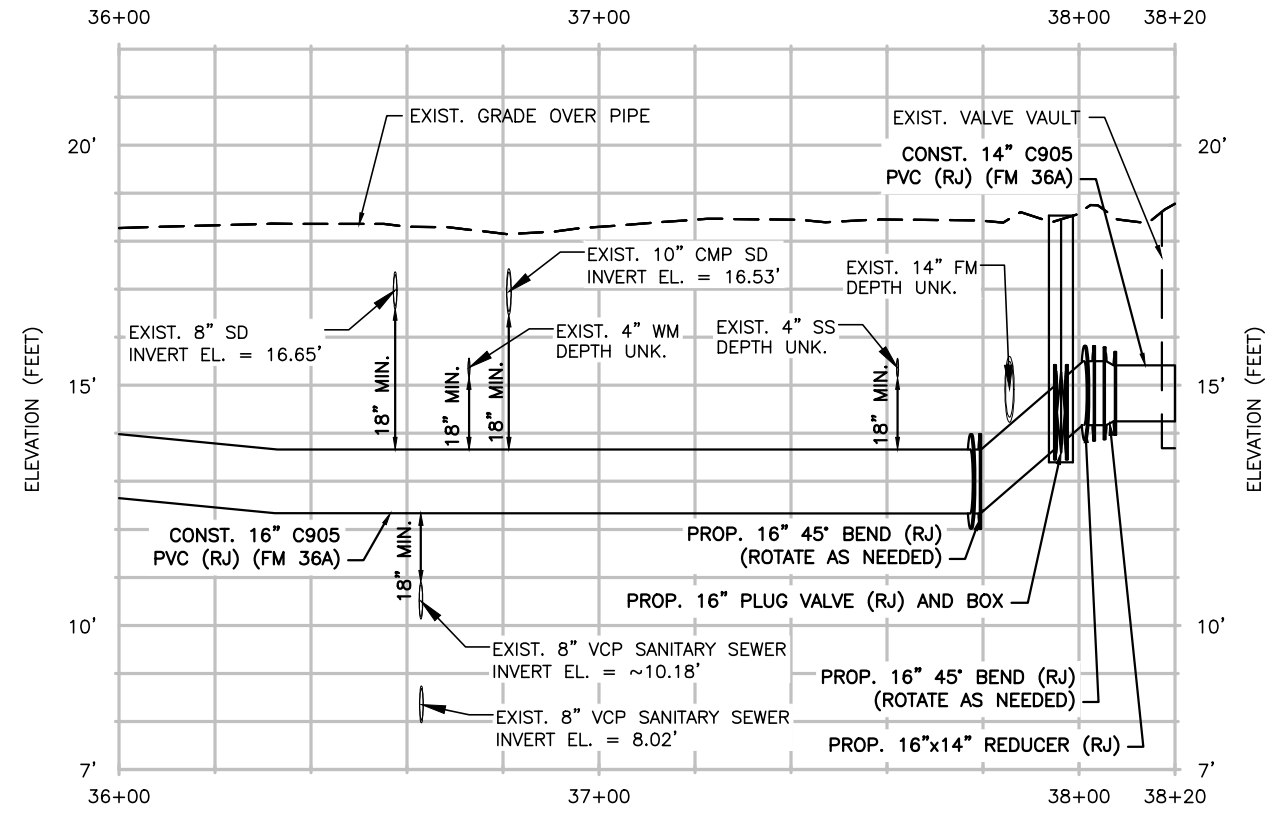 36+00 37+00 38+00 38+20
EXIST. GRADE OVER PIPE
EXIST. VALVE VAULT
20' 20'
CONST. 14" C905
PVC (RJ) (FM 36A)
EXIST. 10" CMP SD
INVERT EL. = 16.53'
EXIST. 14" FM
DEPTH UNK.
EXIST. 8" SD
INVERT EL. = 16.65'
EXIST. 4" WM
DEPTH UNK.
EXIST. 4" SS
DEPTH UNK.
ELEVATION (FEET)
ELEVATION (FEET)
15' 15'
18" MIN.
18" MIN.
18" MIN.
18" MIN.
CONST. 16" C905
PVC (RJ) (FM 36A)
18" MIN.
PROP. 16" 45° BEND (RJ)
(ROTATE AS NEEDED)
PROP. 16" PLUG VALVE (RJ) AND BOX
10' 10'
EXIST. 8" VCP SANITARY SEWER
INVERT EL. = ~10.18'
PROP. 16" 45° BEND (RJ)
(ROTATE AS NEEDED)
EXIST. 8" VCP SANITARY SEWER
INVERT EL. = 8.02'
PROP. 16"x14" REDUCER (RJ)
7' 7'
36+00 37+00 38+00 38+20